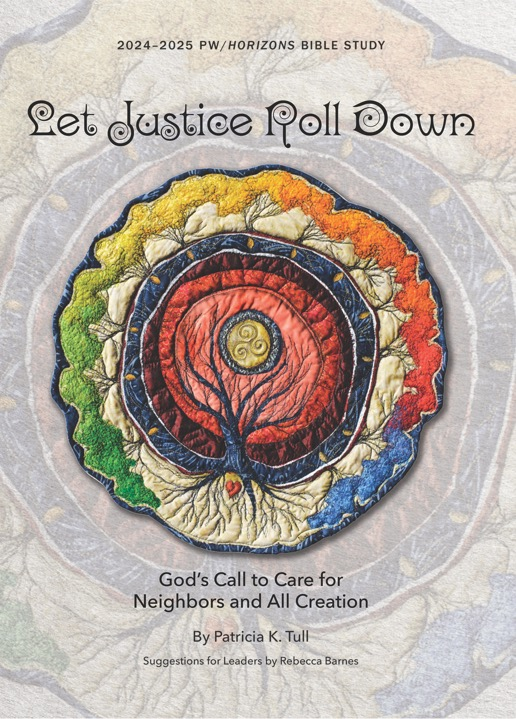 2024–2025 PW/HORIZONS BIBLE STUDY
Let Justice Roll Down
God's Call to Care for
Neighbors and All Creation
By Patricia K. Tull
Suggestions for Leaders by Rebecca Barnes